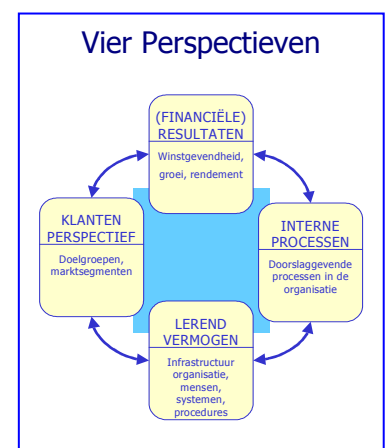 Vier Perspectieven
(FINANCIËLE)
RESULTATEN
Winstgevendheid,
groei, rendement
KLANTEN
PERSPECTIEF
Doelgroepen,
marktsegmenten
INTERNE
PROCESSEN
Doorslaggevende
processen in de
organisatie
LEREND
VERMOGEN
Infrastructuur
organisatie,
mensen,
systemen,
procedures